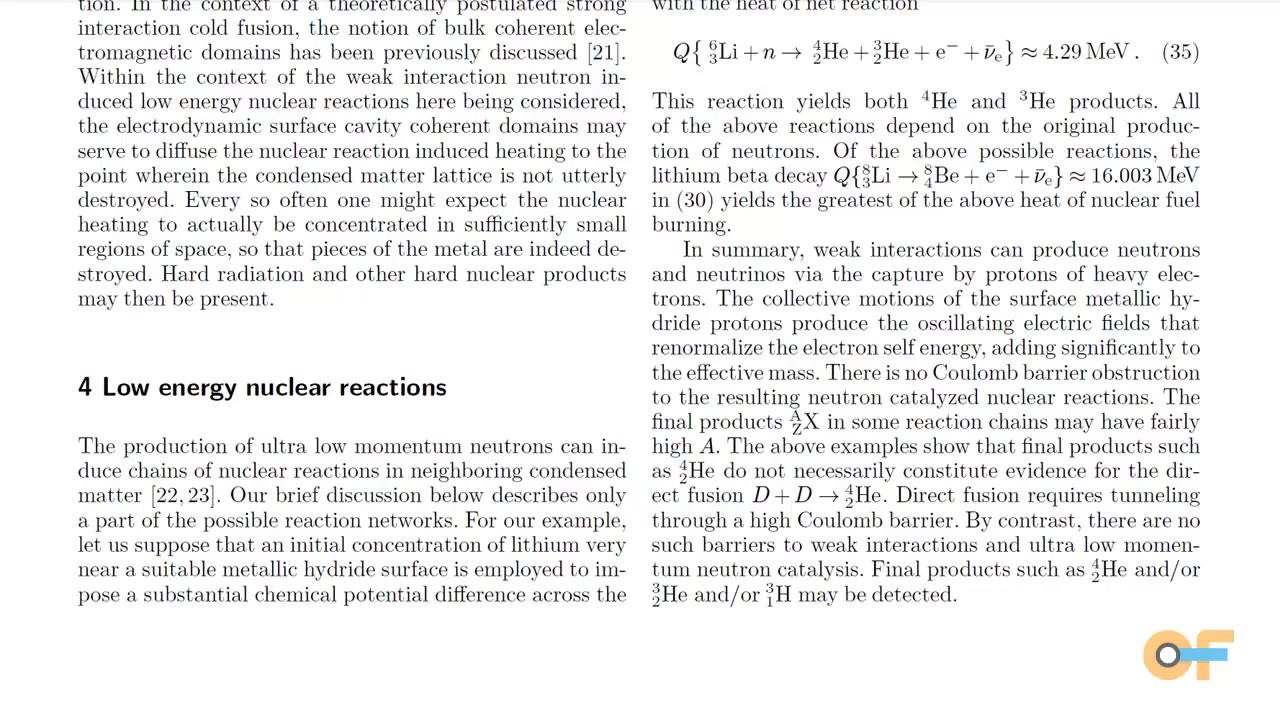 tion. In the context of a theoretically postulated strong
interaction cold fusion, the notion of bulk coherent elec-
tromagnetic domains has been previously discussed [21].
Within the context of the weak interaction neutron in-
duced low energy nuclear reactions here being considered,
the electrodynamic surface cavity coherent domains may
serve to diffuse the nuclear reaction induced heating to the
point wherein the condensed matter lattice is not utterly
destroyed. Every so often one might expect the nuclear
heating to actually be concentrated in sufficiently small
regions of space, so that pieces of the metal are indeed de-
stroyed. Hard radiation and other hard nuclear products
may then be present.
4 Low energy nuclear reactions
The production of ultra low momentum neutrons can in-
duce chains of nuclear reactions in neighboring condensed
matter [22, 23]. Our brief discussion below describes only
a part of the possible reaction networks. For our example,
let us suppose that an initial concentration of lithium very
near a suitable metallic hydride surface is employed to im-
pose a substantial chemical potential difference across the
with the heat of net reaction
Q{⁶₃Li + n → ⁴₂He + ³₂He + e⁻ + ν̄ₑ} ≈ 4.29 MeV . (35)
This reaction yields both ⁴He and ³He products. All
of the above reactions depend on the original produc-
tion of neutrons. Of the above possible reactions, the
lithium beta decay Q{⁸₃Li → ⁸₄Be + e⁻ + ν̄ₑ} ≈ 16.003 MeV
in (30) yields the greatest of the above heat of nuclear fuel
burning.
In summary, weak interactions can produce neutrons
and neutrinos via the capture by protons of heavy elec-
trons. The collective motions of the surface metallic hy-
dride protons produce the oscillating electric fields that
renormalize the electron self energy, adding significantly to
the effective mass. There is no Coulomb barrier obstruction
to the resulting neutron catalyzed nuclear reactions. The
final products ᴬ_ZX in some reaction chains may have fairly
high A. The above examples show that final products such
as ⁴₂He do not necessarily constitute evidence for the dir-
ect fusion D + D → ⁴₂He. Direct fusion requires tunneling
through a high Coulomb barrier. By contrast, there are no
such barriers to weak interactions and ultra low momen-
tum neutron catalysis. Final products such as ⁴₂He and/or
³₂He and/or ³₁H may be detected.
OF